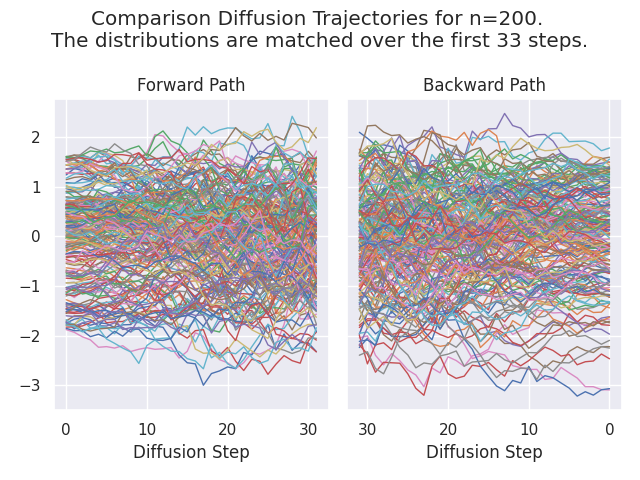 Comparison Diffusion Trajectories for n=200.
The distributions are matched over the first 33 steps.
Forward Path
Backward Path
2
1
0
−1
−2
−3
0
10
20
30
30
20
10
0
Diffusion Step
Diffusion Step